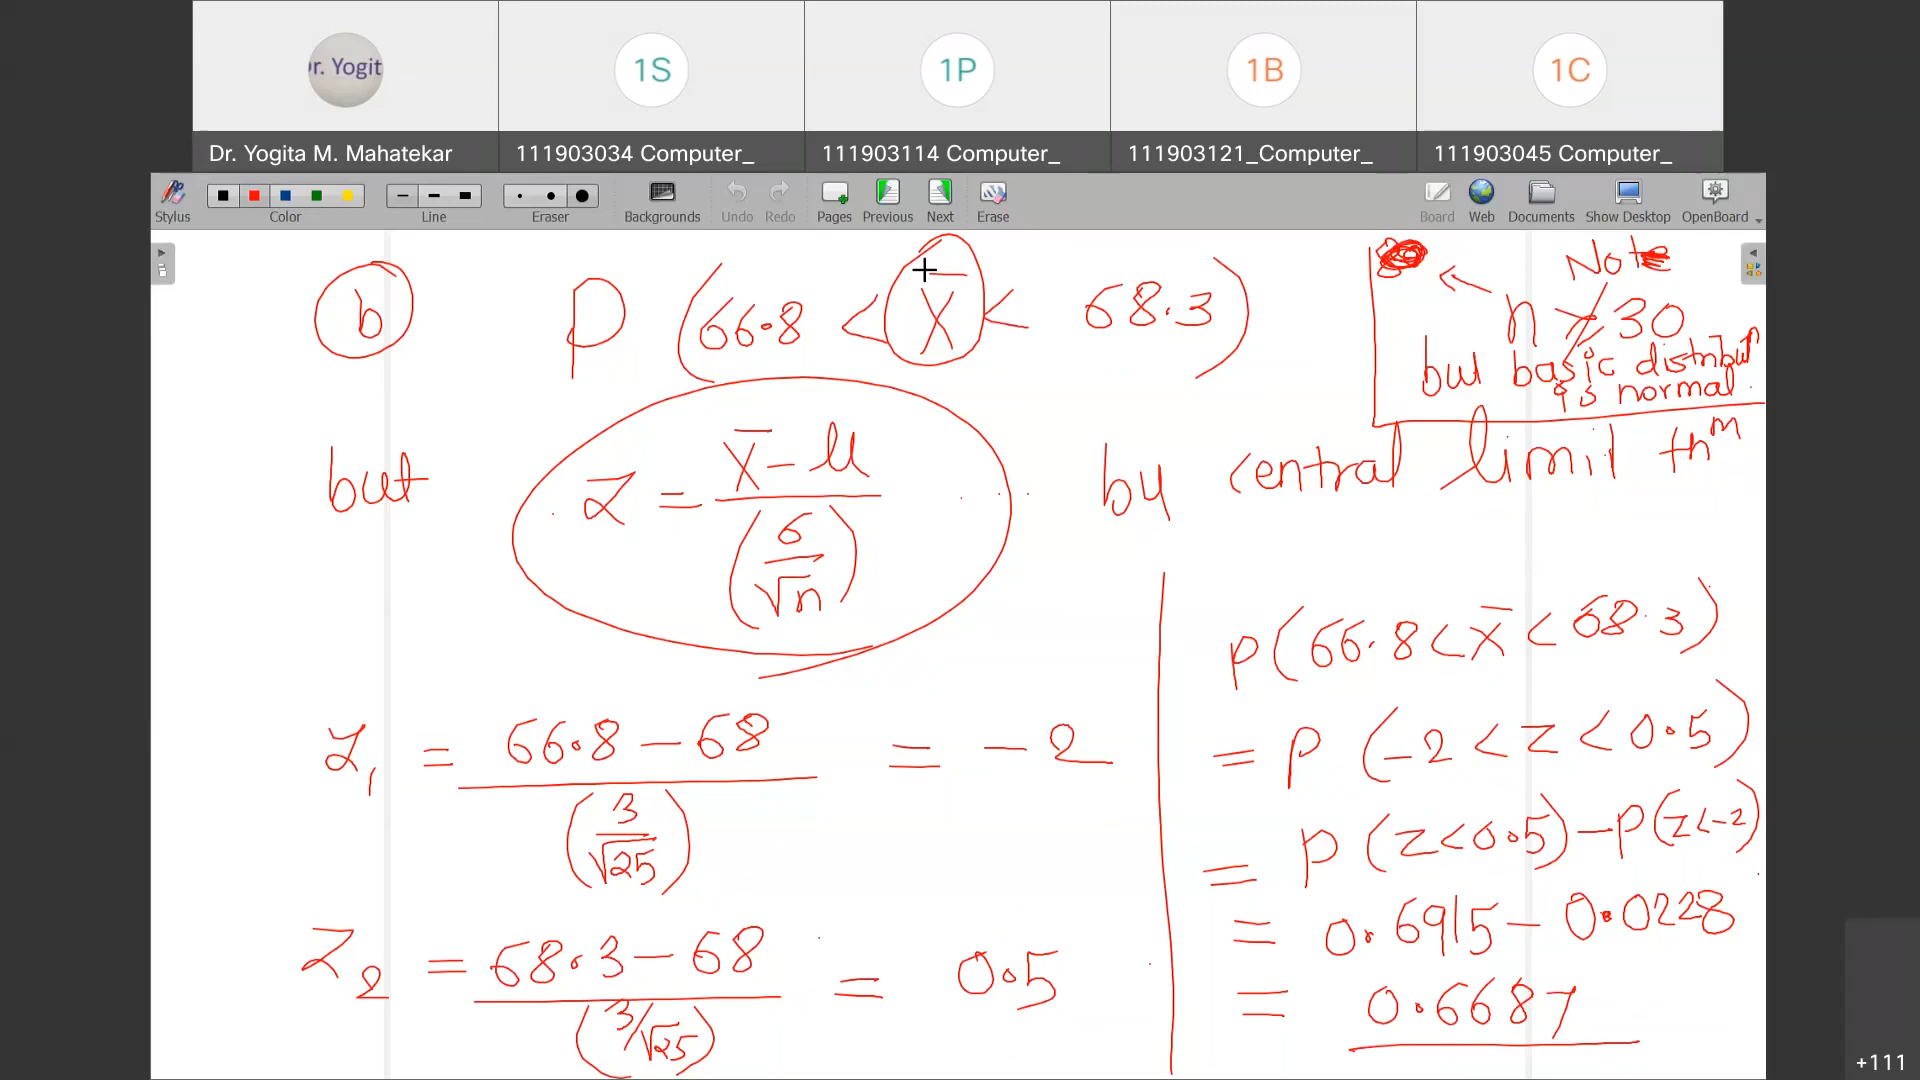 r. Yogit
1S
1P
1B
1C
Dr. Yogita M. Mahatekar
111903034 Computer_
111903114 Computer_
111903121_Computer_
111903045 Computer_
Stylus
Color
Line
Eraser
Backgrounds
Undo
Redo
Pages
Previous
Next
Erase
Board
Web
Documents
Show Desktop
OpenBoard
b P (66.8 < X̄ < 68.3)
Note
n ≯ 30
but basic distribution
is normal.
but Z = (X̄ - μ) / (σ/√n) by central limit thm
Z₁ = (66.8 - 68) / (3/√25) = -2
Z₂ = (68.3 - 68) / (3/√25) = 0.5
P(66.8 < X̄ < 68.3)
= P (-2 < Z < 0.5)
= P (Z < 0.5) - P(Z < -2)
= 0.6915 - 0.0228
= 0.6687
+111